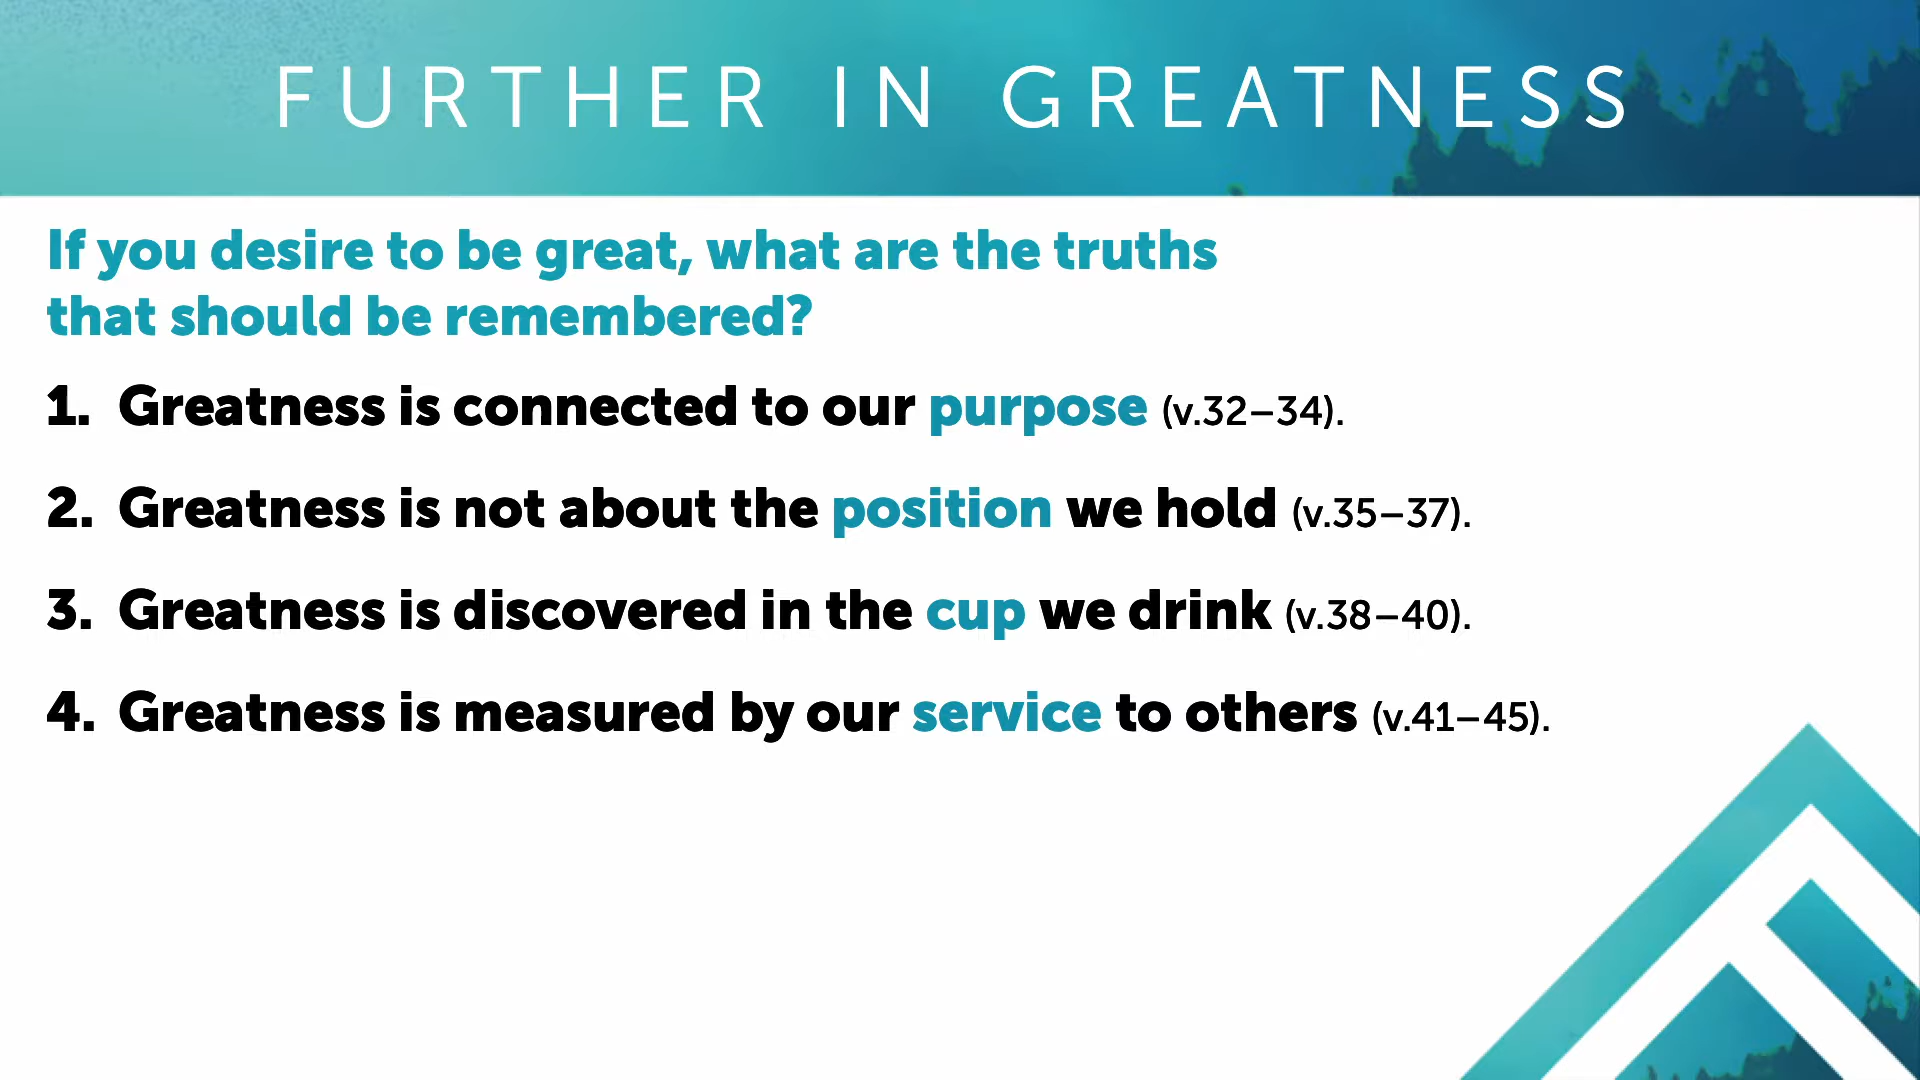 FURTHER IN GREATNESS
If you desire to be great, what are the truths
that should be remembered?
1. Greatness is connected to our purpose (v.32–34).
2. Greatness is not about the position we hold (v.35–37).
3. Greatness is discovered in the cup we drink (v.38–40).
4. Greatness is measured by our service to others (v.41–45).